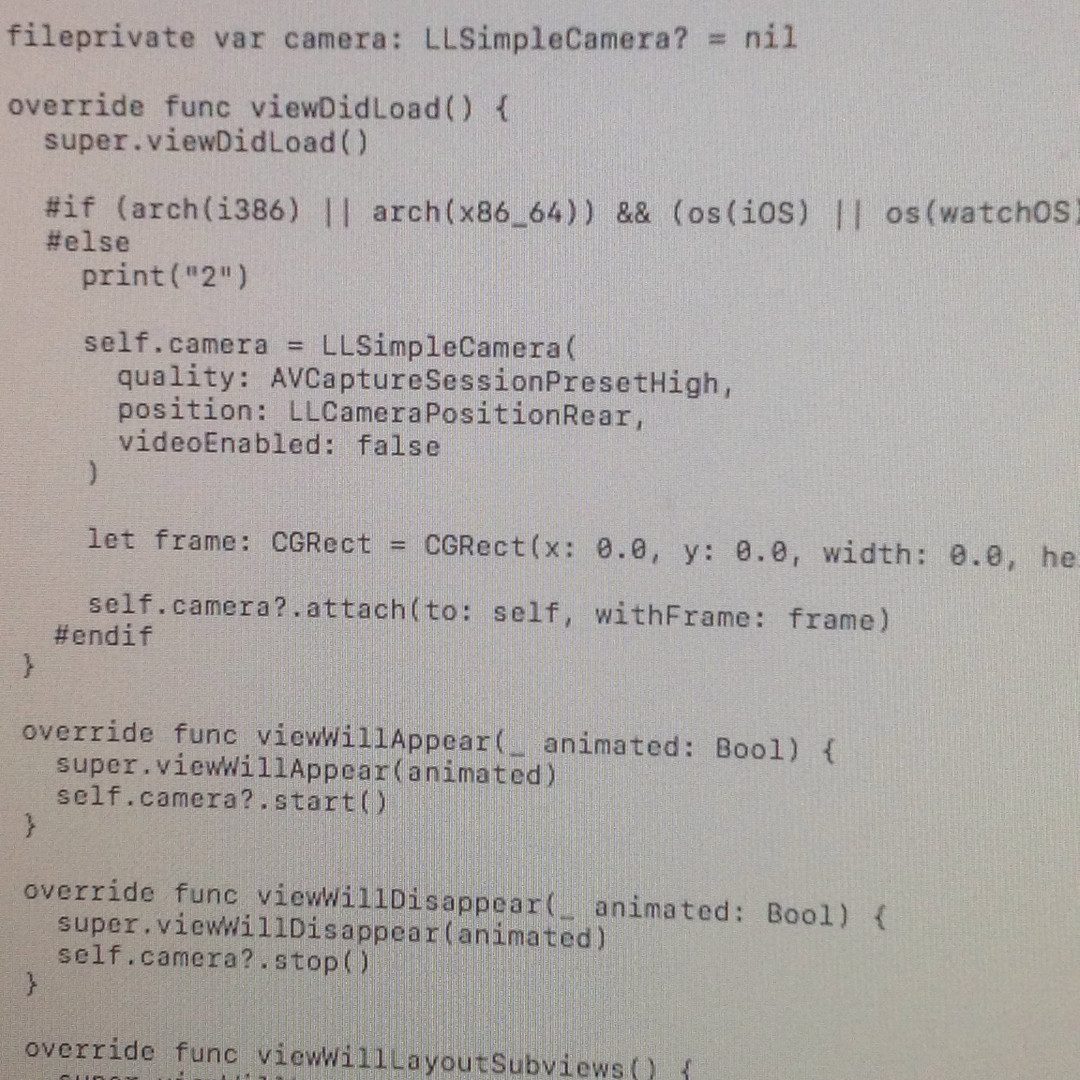 fileprivate var camera: LLSimpleCamera? = nil
override func viewDidLoad() {
super.viewDidLoad()
#if (arch(i386) || arch(x86_64)) && (os(iOS) || os(watchOS)
#else
print("2")
self.camera = LLSimpleCamera(
quality: AVCaptureSessionPresetHigh,
position: LLCameraPositionRear,
videoEnabled: false
)
let frame: CGRect = CGRect(x: 0.0, y: 0.0, width: 0.0, he
self.camera?.attach(to: self, withFrame: frame)
#endif
}
override func viewWillAppear(_ animated: Bool) {
super.viewWillAppear(animated)
self.camera?.start()
}
override func viewWillDisappear(_ animated: Bool) {
super.viewWillDisappear(animated)
self.camera?.stop()
}
override func viewWillLayoutSubviews() {